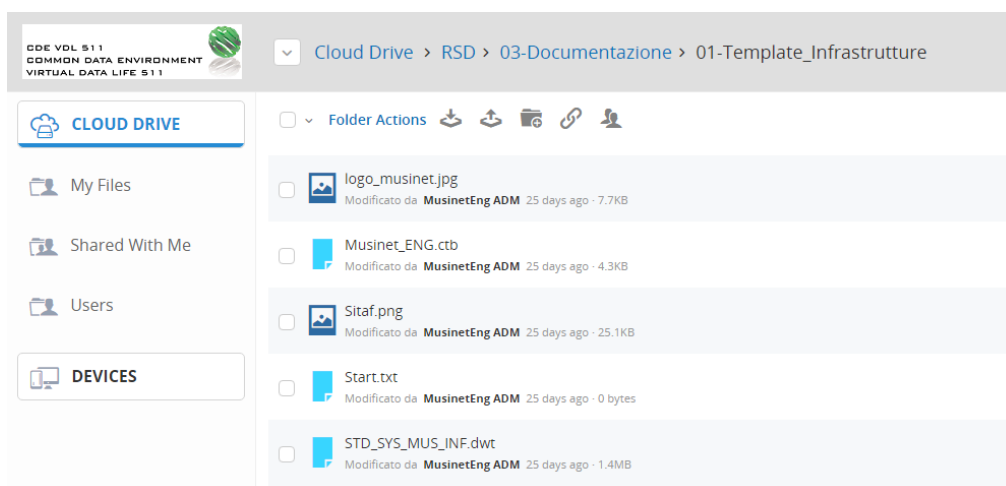 CDE VDL 511
COMMON DATA ENVIRONMENT
VIRTUAL DATA LIFE 511
Cloud Drive > RSD > 03-Documentazione > 01-Template_Infrastrutture
CLOUD DRIVE
My Files
Shared With Me
Users
DEVICES
Folder Actions
logo_musinet.jpg
Modificato da MusinetEng ADM 25 days ago · 7.7KB
Musinet_ENG.ctb
Modificato da MusinetEng ADM 25 days ago · 4.3KB
Sitaf.png
Modificato da MusinetEng ADM 25 days ago · 25.1KB
Start.txt
Modificato da MusinetEng ADM 25 days ago · 0 bytes
STD_SYS_MUS_INF.dwt
Modificato da MusinetEng ADM 25 days ago · 1.4MB